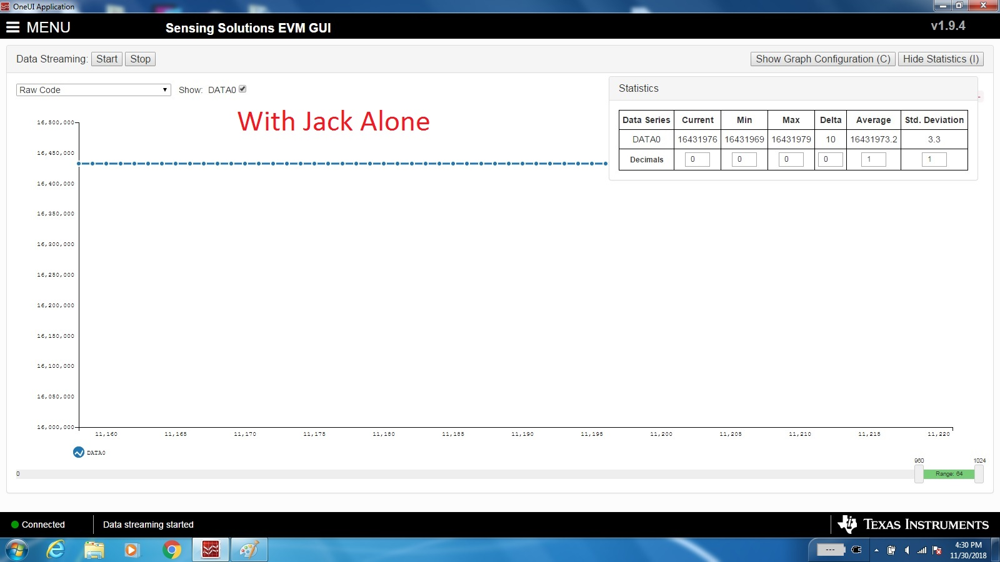 OneUI Application
MENU
Sensing Solutions EVM GUI
v1.9.4
Data Streaming: Start Stop
Show Graph Configuration (C) Hide Statistics (I)
Raw Code
Show: DATA0
With Jack Alone
Statistics
Data Series Current Min Max Delta Average Std. Deviation
DATA0 16431976 16431969 16431979 10 16431973.2 3.3
Decimals 0 0 0 0 1 1
16,500,000
16,450,000
16,400,000
16,350,000
16,300,000
16,250,000
16,200,000
16,150,000
16,100,000
16,050,000
16,000,000
11,160 11,165 11,170 11,175 11,180 11,185 11,190 11,195 11,200 11,205 11,210 11,215 11,220
DATA0
960 1024
0 Range: 64
Connected
Data streaming started
TEXAS INSTRUMENTS
---
4:30 PM
11/30/2018